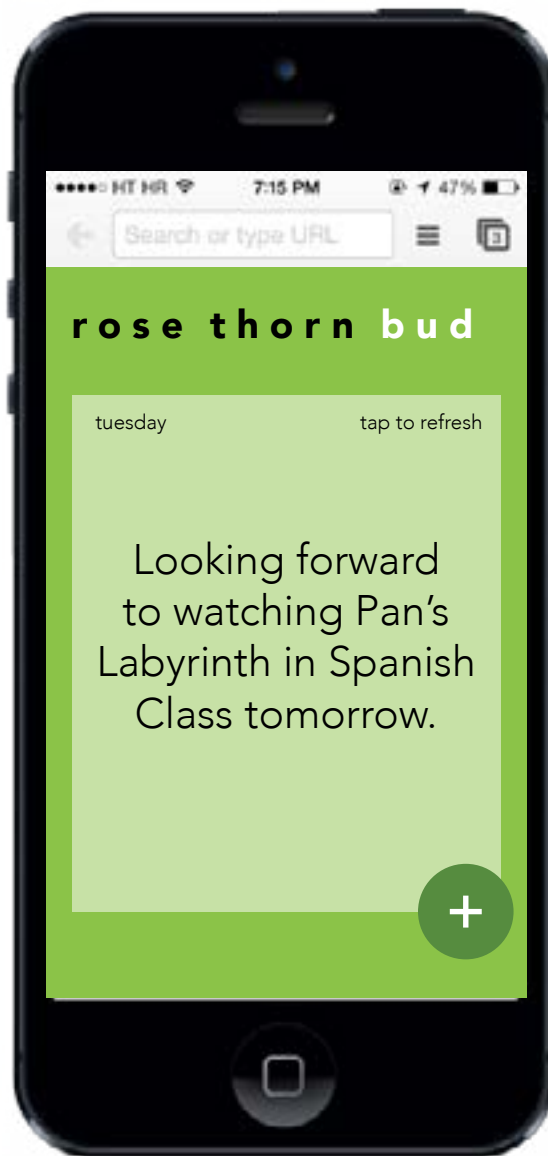 HT HR 7:15 PM 47%
Search or type URL 3
rose thorn bud
tuesday tap to refresh
Looking forward
to watching Pan’s
Labyrinth in Spanish
Class tomorrow.
+